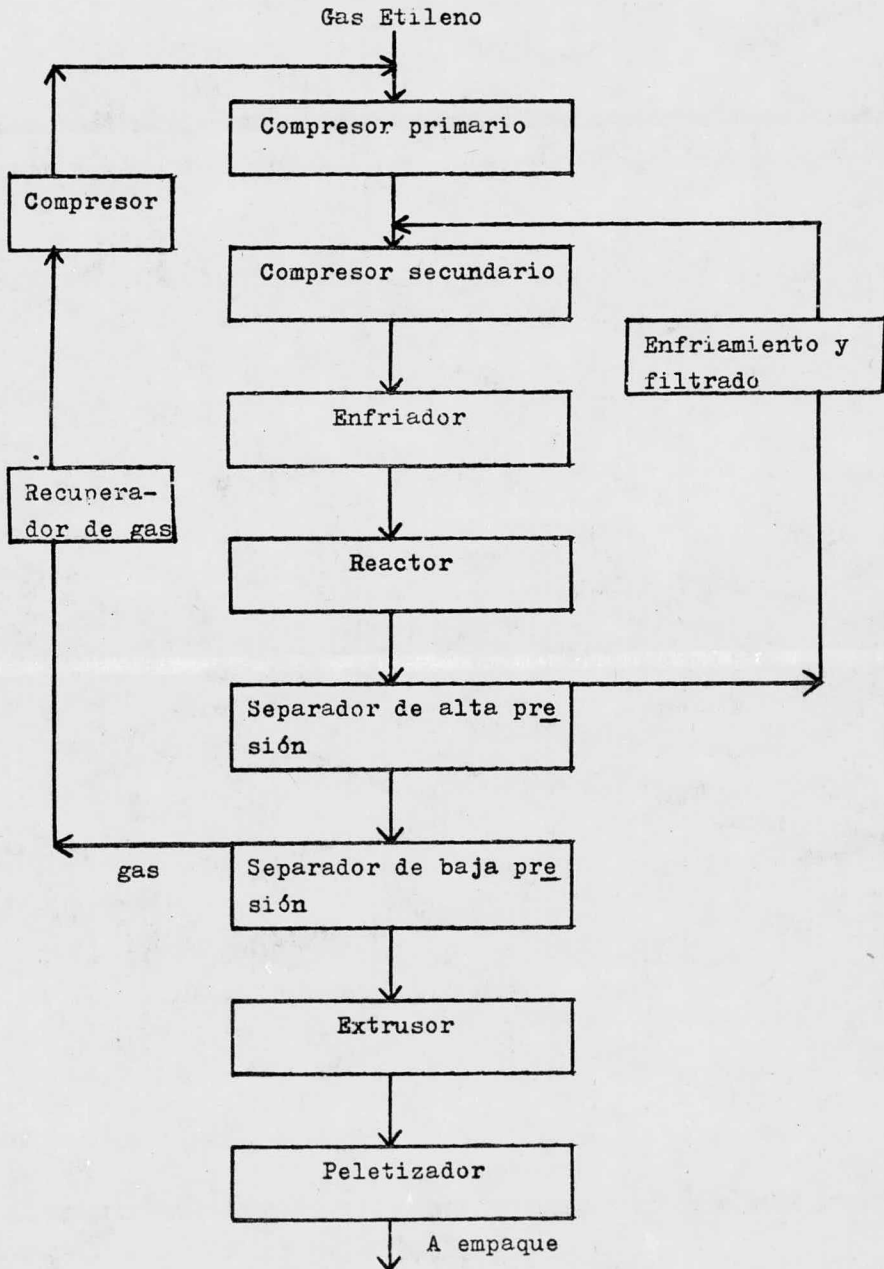 Gas Etileno
Compresor primario
Compresor
Compresor secundario
Enfriamiento y
filtrado
Enfriador
Recupera-
dor de gas
Reactor
Separador de alta pre
sión
gas
Separador de baja pre
sión
Extrusor
Peletizador
A empaque